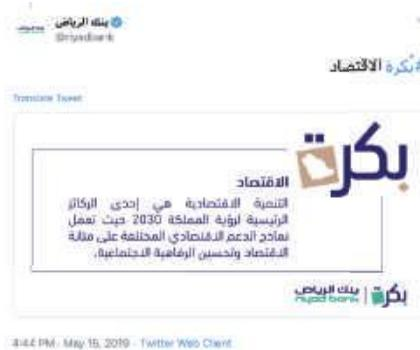 بنك الرياض
@riyadbank
#بكرة الاقتصاد
Translate Tweet
بكرة
الاقتصاد
التنمية الاقتصادية هي إحدى الركائز
الرئيسية لرؤية المملكة 2030 حيث تعمل
نماذج الدعم الاقتصادي المختلفة على متانة
الاقتصاد وتحسين الرفاهية الاجتماعية.
بكرة | بنك الرياض
riyad bank
4:44 PM · May 15, 2019 · Twitter Web Client